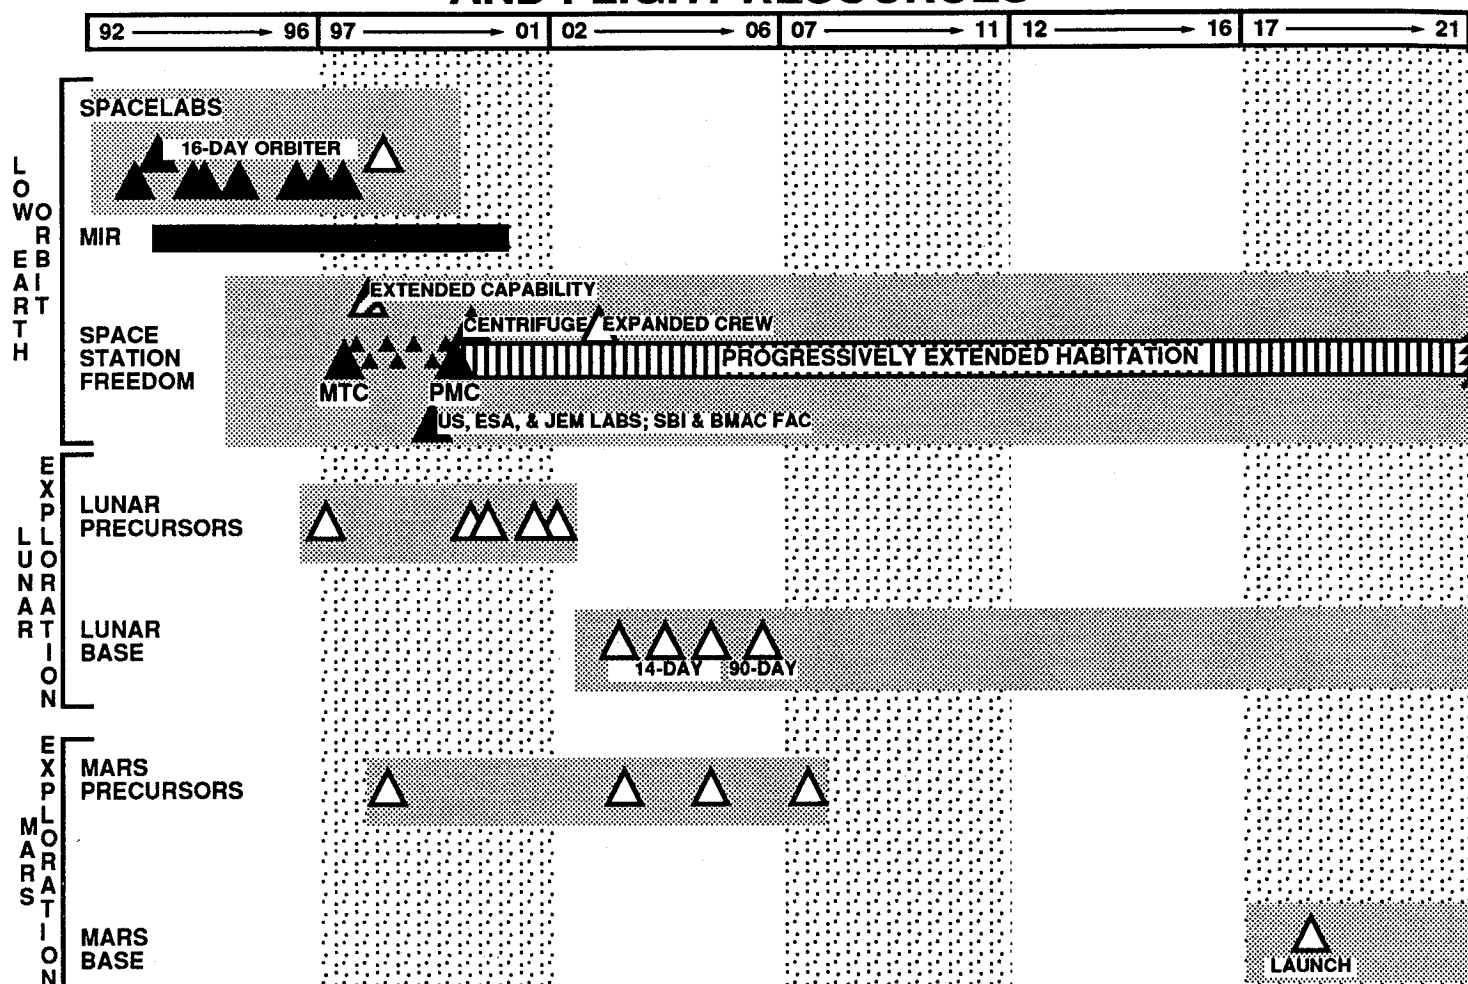 AND FLIGHT RESOURCES
92 96 97 01 02 06 07 11 12 16 17 21
LOW EARTH
ORBIT
SPACELABS
16-DAY ORBITER
MIR
EXTENDED CAPABILITY
CENTRIFUGE EXPANDED CREW
SPACE
STATION
FREEDOM
PROGRESSIVELY EXTENDED HABITATION
MTC PMC
US, ESA, & JEM LABS; SBI & BMAC FAC
LUNAR
EXPLORATION
LUNAR
PRECURSORS
LUNAR
BASE
14-DAY 90-DAY
MARS
EXPLORATION
MARS
PRECURSORS
MARS
BASE
LAUNCH